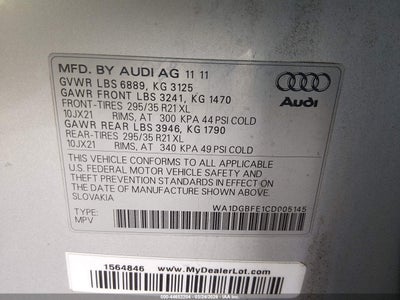 MFD. BY AUDI AG 11 11
GVWR LBS 6889, KG 3125
GAWR FRONT LBS 3241, KG 1470
FRONT-TIRES 295/35 R21 XL
10JX21 RIMS, AT 300 KPA 44 PSI COLD
GAWR REAR LBS 3946, KG 1790
REAR-TIRES 295/35 R21 XL
10JX21 RIMS, AT 340 KPA 49 PSI COLD
THIS VEHICLE CONFORMS TO ALL APPLICABLE
U.S. FEDERAL MOTOR VEHICLE SAFETY AND
THEFT PREVENTION STANDARDS IN EFFECT ON
THE DATE OF MANUFACTURE SHOWN ABOVE.
SLOVAKIA
TYPE: WA1DGBFE1CD005145
MPV
Audi
1564846
www.MyDealerLot.com